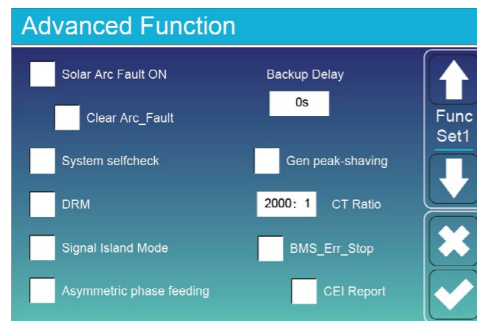 Advanced Function
Solar Arc Fault ON
Backup Delay
0s
Clear Arc_Fault
System selfcheck
Gen peak-shaving
DRM
2000: 1
CT Ratio
Signal Island Mode
BMS_Err_Stop
Asymmetric phase feeding
CEI Report
Func
Set1